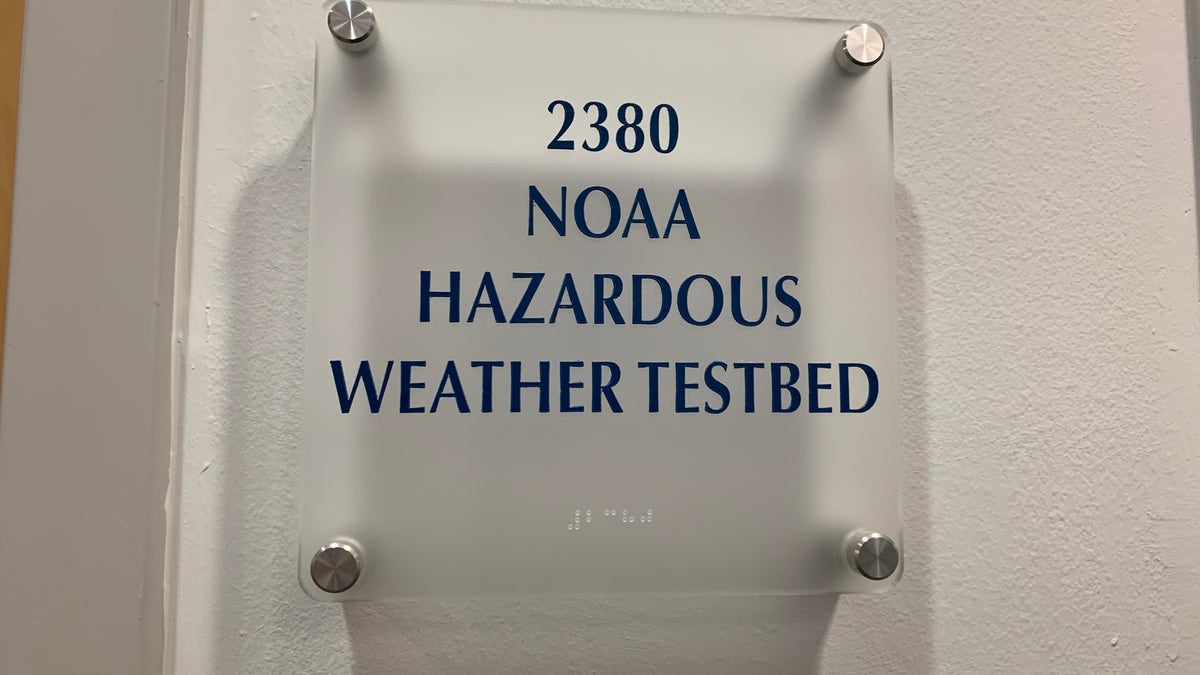 2380
NOAA
HAZARDOUS
WEATHER TESTBED